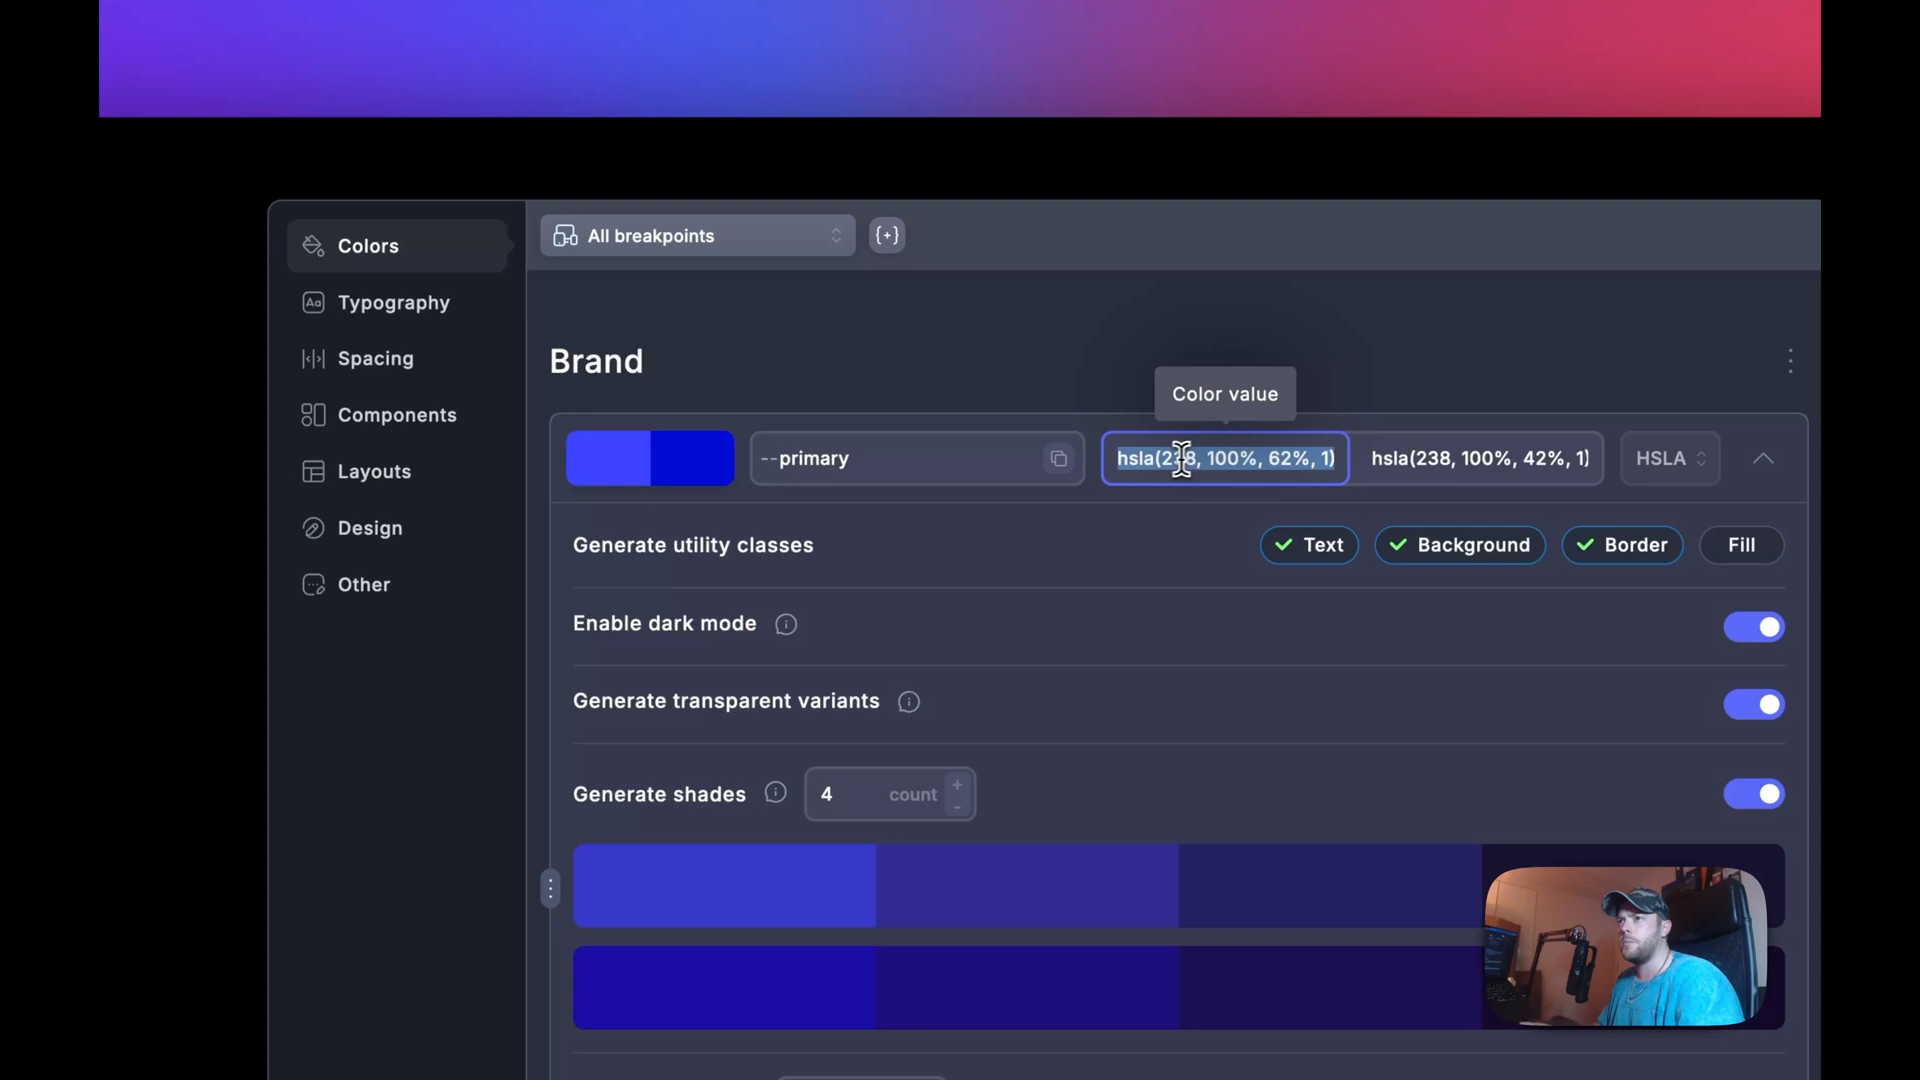 Colors
Typography
Spacing
Components
Layouts
Design
Other
All breakpoints
{+}
Brand
Color value
--primary
hsla(238, 100%, 62%, 1)
hsla(238, 100%, 42%, 1)
HSLA
Generate utility classes
Text
Background
Border
Fill
Enable dark mode
Generate transparent variants
Generate shades
4
count